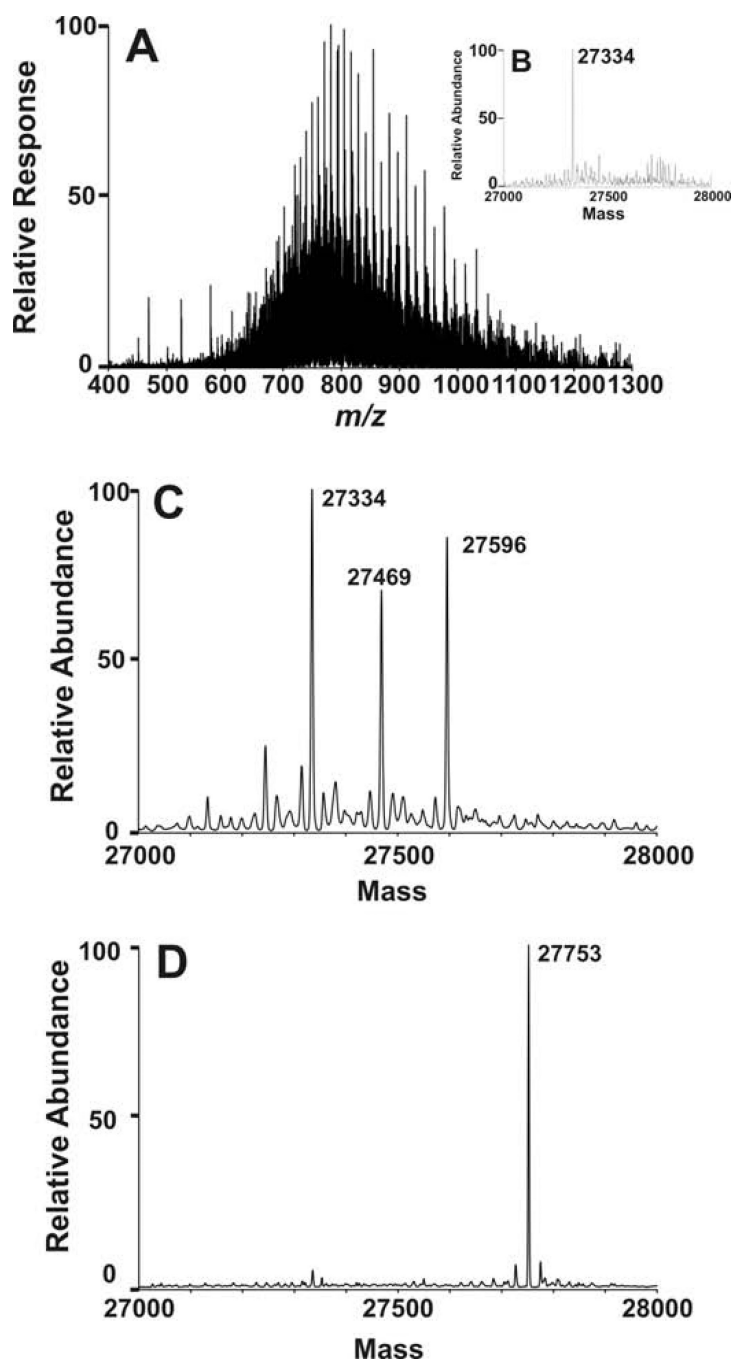 A
Relative Response
100
50
0
400 500 600 700 800 900 1000 1100 1200 1300
m/z
B
Relative Abundance
100
50
0
27334
27000 27500 28000
Mass
C
Relative Abundance
100
50
0
27334
27469
27596
27000 27500 28000
Mass
D
Relative Abundance
100
50
0
27753
27000 27500 28000
Mass